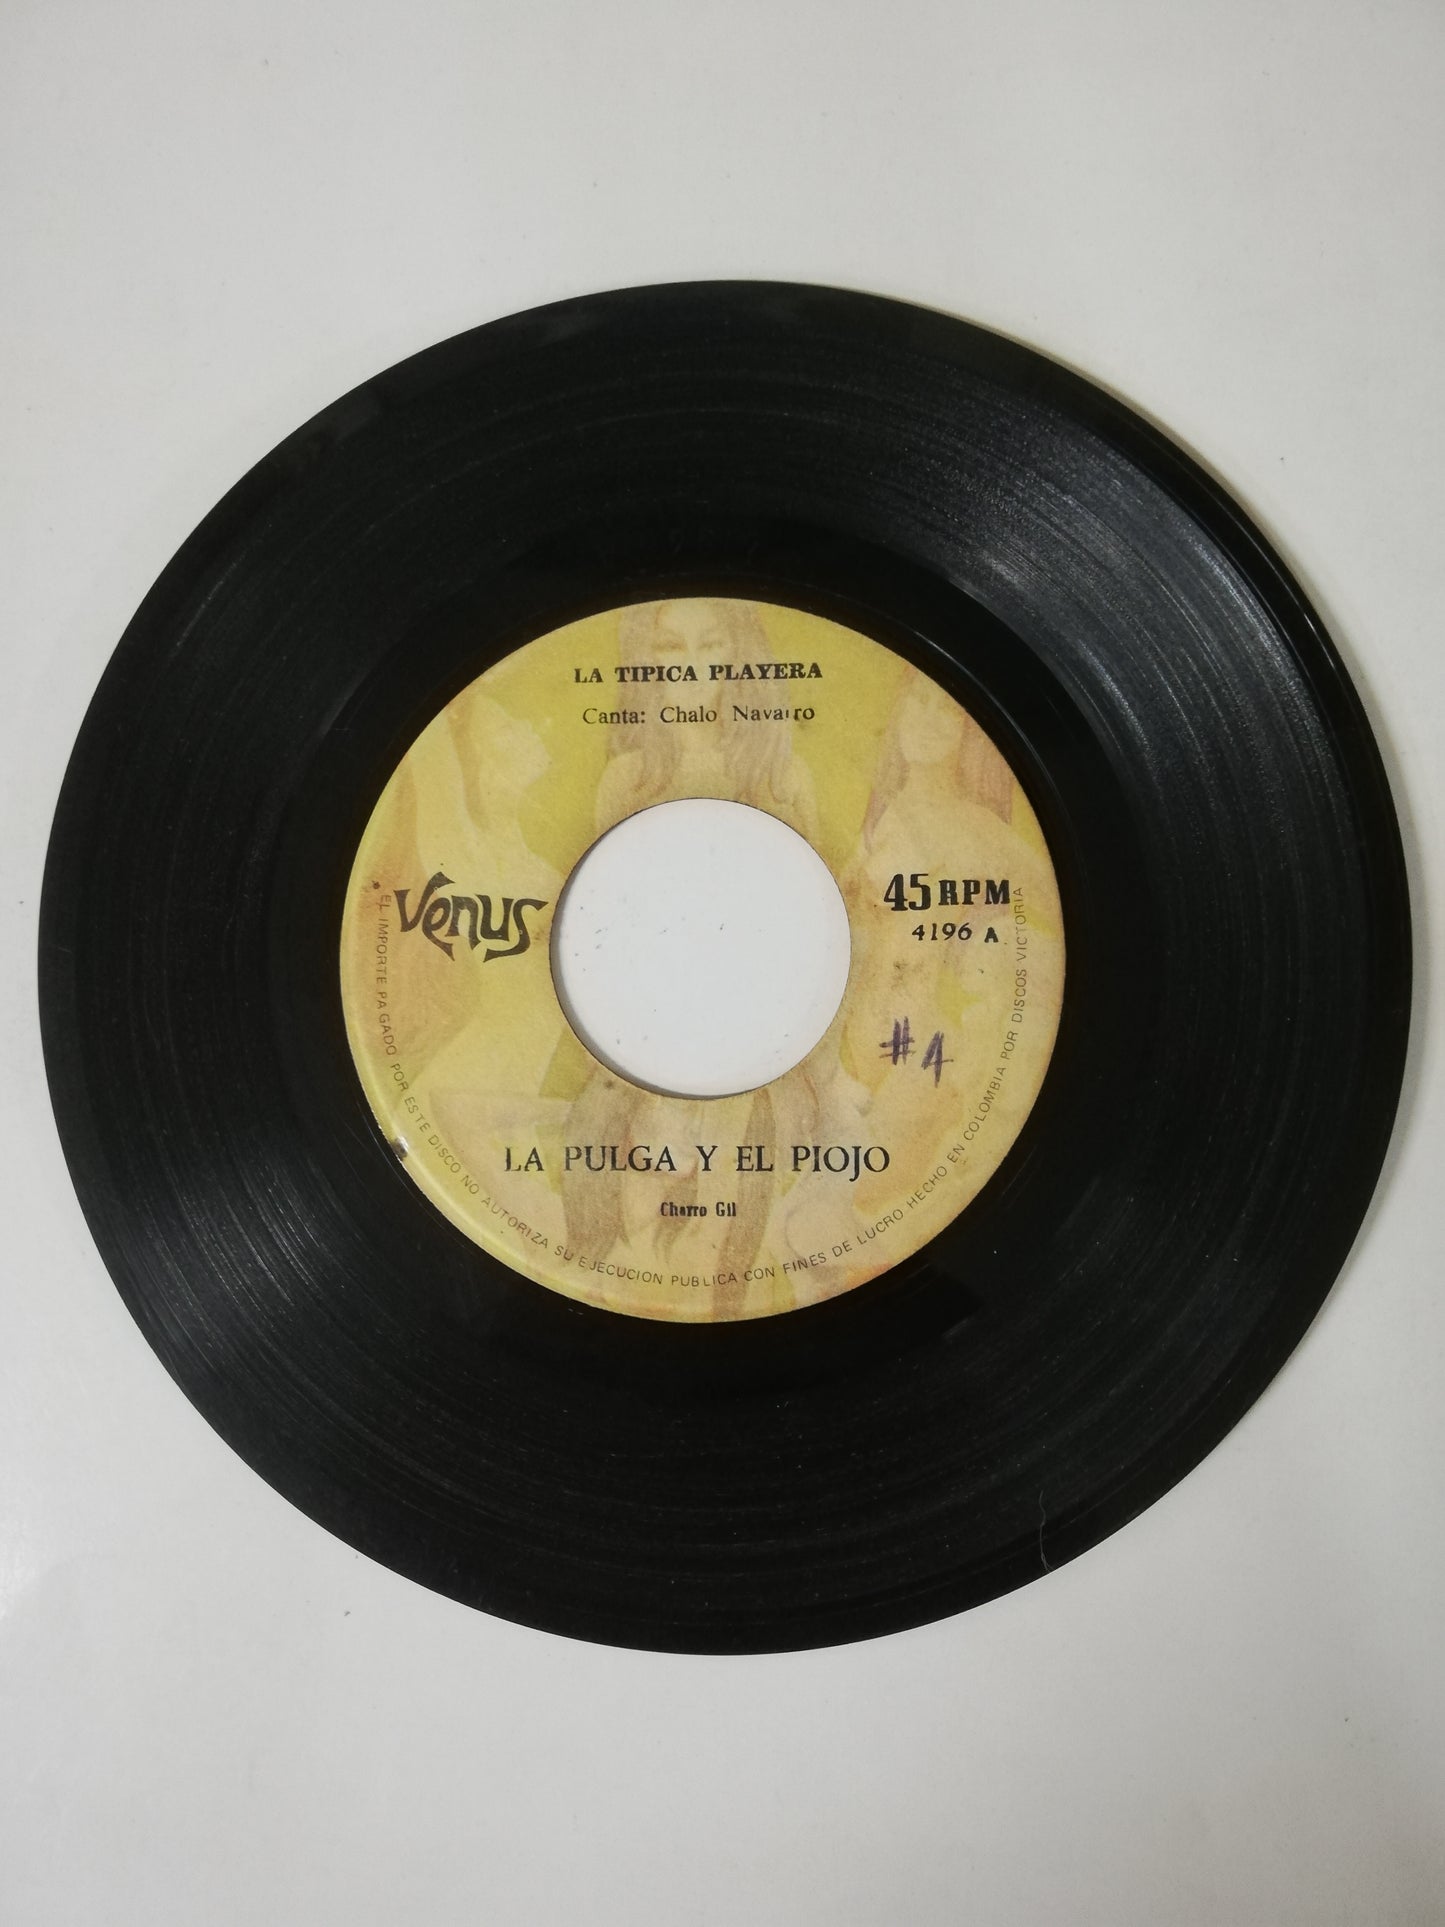 LA TIPICA PLAYERA
Canta: Chalo Navarro
Venus
45 RPM
4196 A
#4
LA PULGA Y EL PIOJO
Charro Gil
EL IMPORTE PAGADO POR ESTE DISCO NO AUTORIZA SU EJECUCION PUBLICA CON FINES DE LUCRO HECHO EN COLOMBIA POR DISCOS VICTORIA